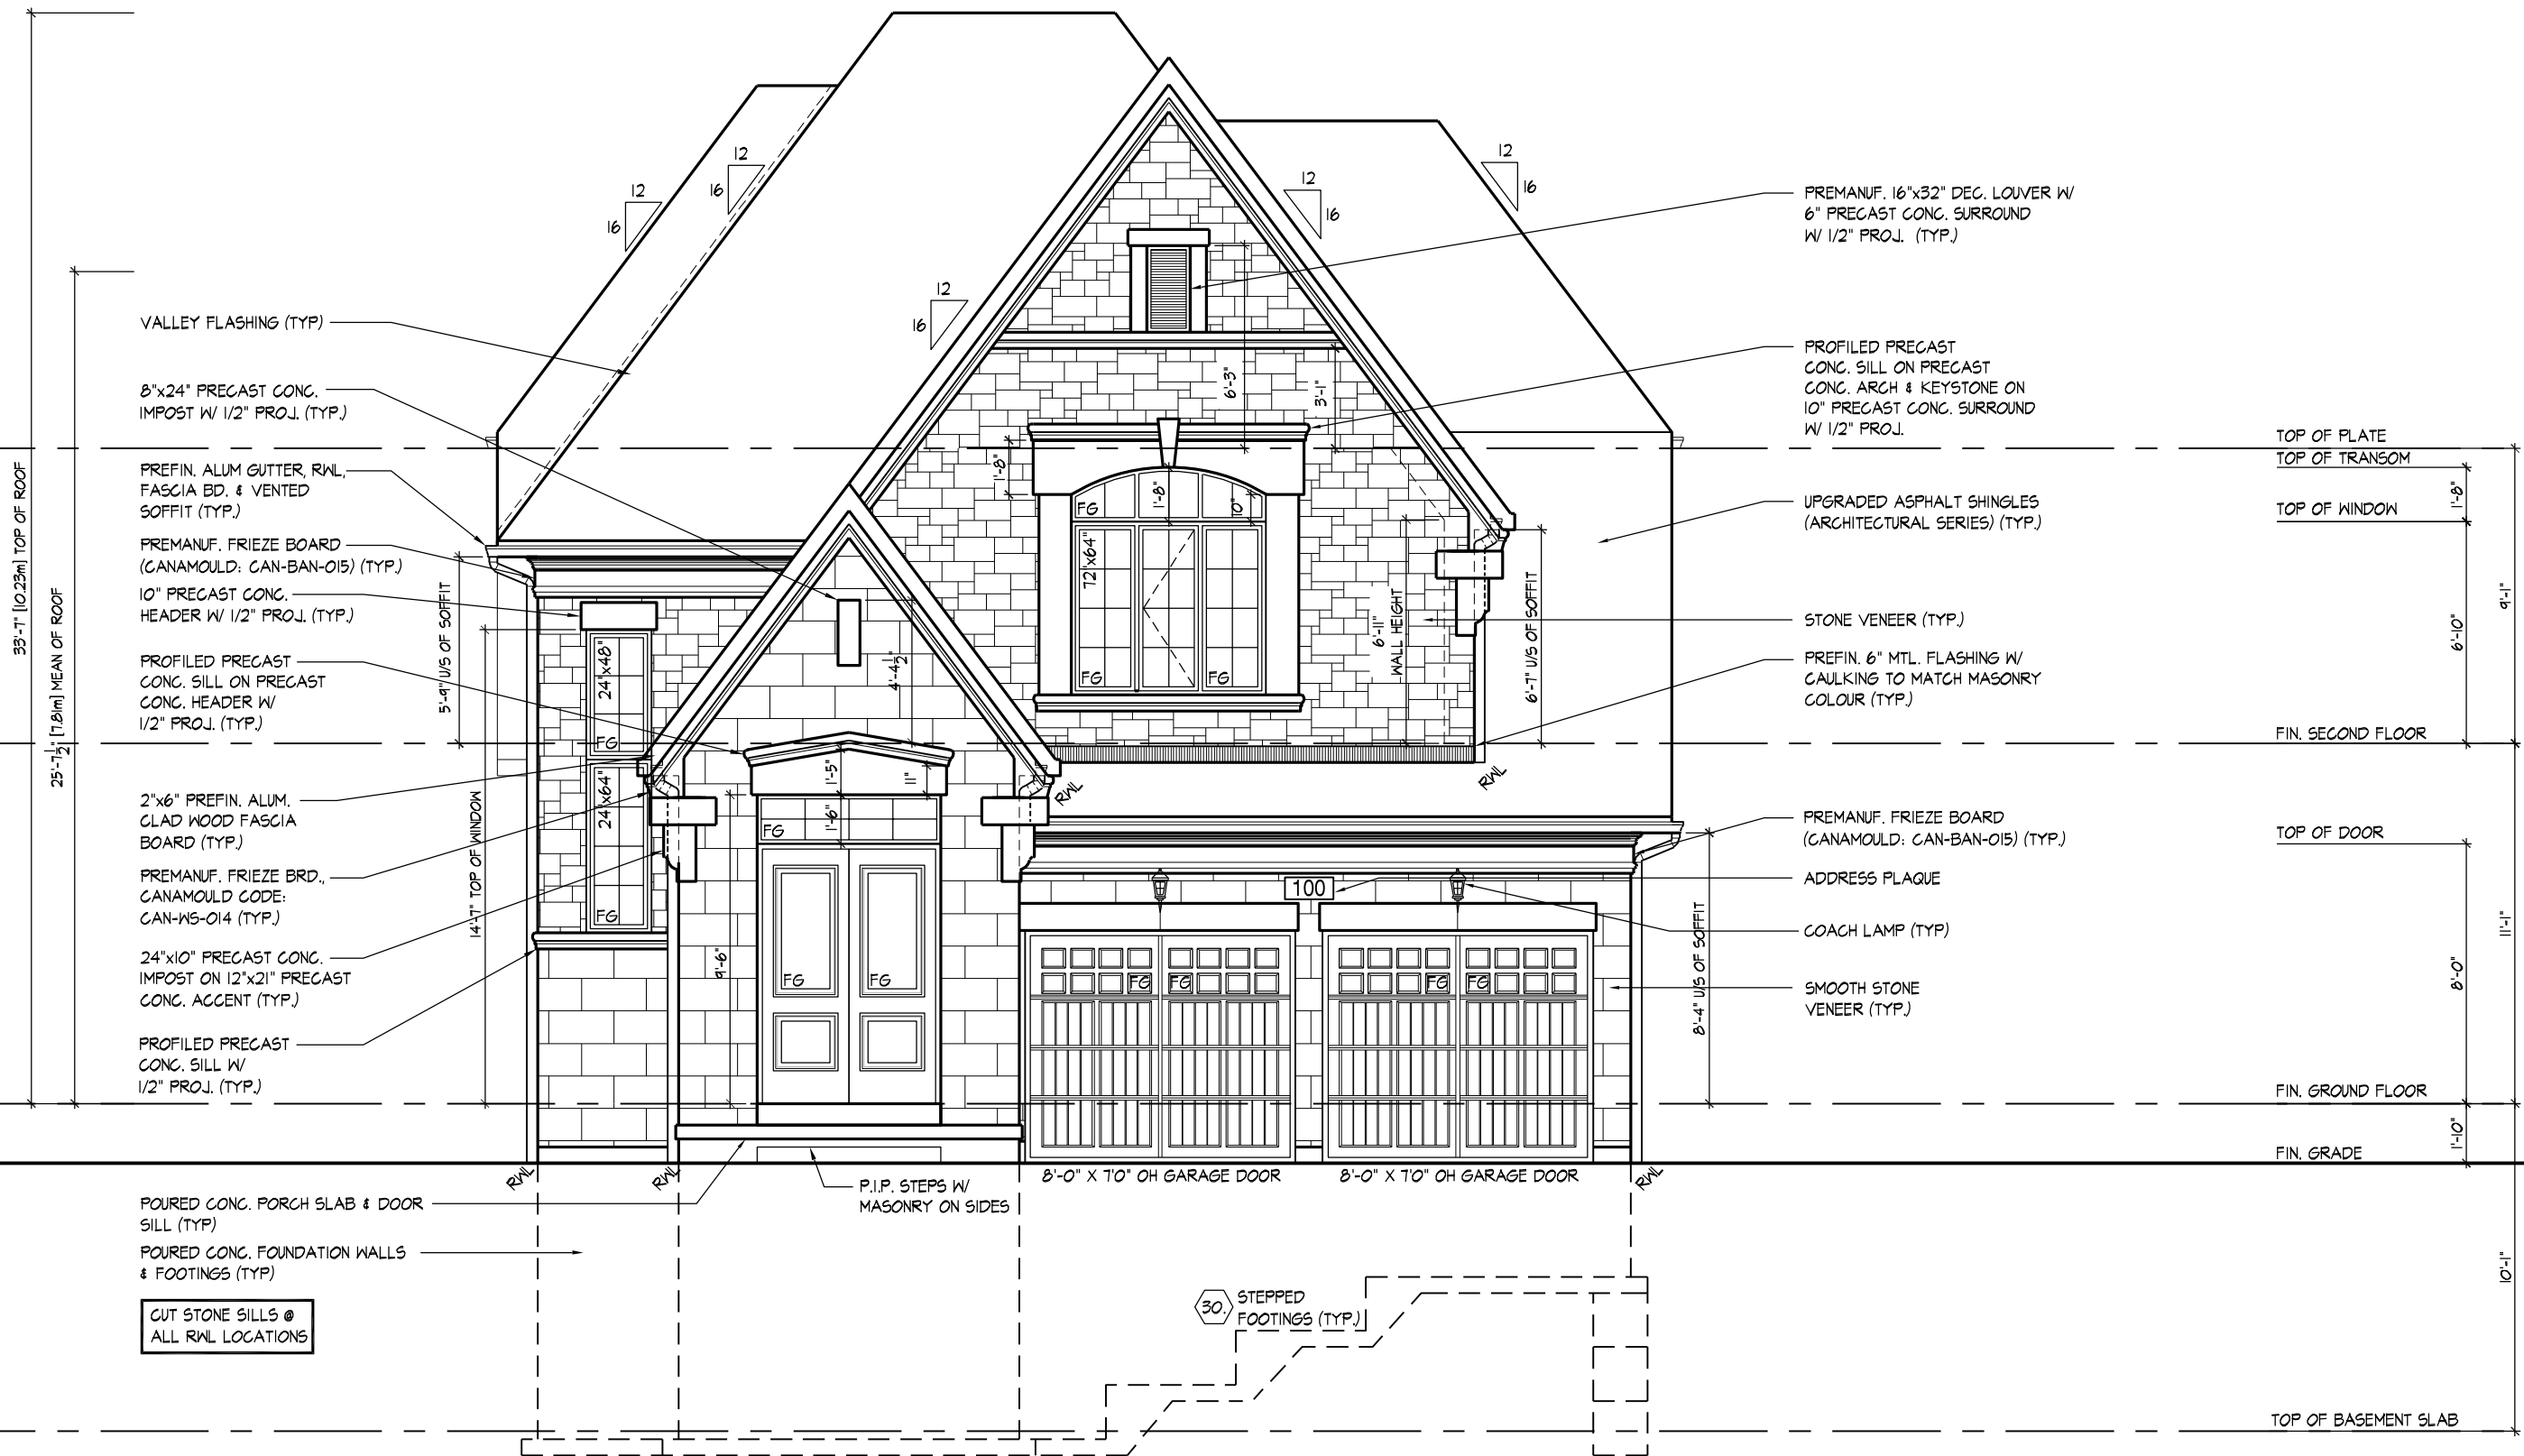 33'-7" [10.23m] TOP OF ROOF
25'-7 1/2" [7.81m] MEAN OF ROOF
VALLEY FLASHING (TYP)
8"x24" PRECAST CONC.
IMPOST W/ 1/2" PROJ. (TYP.)
PREFIN. ALUM GUTTER, RWL,
FASCIA BD. & VENTED
SOFFIT (TYP.)
PREMANUF. FRIEZE BOARD
(CANAMOULD: CAN-BAN-015) (TYP.)
10" PRECAST CONC.
HEADER W/ 1/2" PROJ. (TYP.)
PROFILED PRECAST
CONC. SILL ON PRECAST
CONC. HEADER W/
1/2" PROJ. (TYP.)
2"x6" PREFIN. ALUM.
CLAD WOOD FASCIA
BOARD (TYP.)
PREMANUF. FRIEZE BRD.,
CANAMOULD CODE:
CAN-WS-014 (TYP.)
24"x10" PRECAST CONC.
IMPOST ON 12"x21" PRECAST
CONC. ACCENT (TYP.)
PROFILED PRECAST
CONC. SILL W/
1/2" PROJ. (TYP.)
POURED CONC. PORCH SLAB & DOOR
SILL (TYP)
POURED CONC. FOUNDATION WALLS
& FOOTINGS (TYP)
CUT STONE SILLS @
ALL RWL LOCATIONS
12
16
12
16
12
16
12
16
12
16
5'-9" U/S OF SOFFIT
14'-7" TOP OF WINDOW
24"x48"
FG
24"x64"
FG
4'-4 1/2"
1'-5"
11"
1'-6"
FG
9'-6"
FG
FG
6'-3"
3'-1"
1'-8"
FG
1'-8"
10"
72"x64"
FG
FG
6'-11"
WALL HEIGHT
6'-7" U/S OF SOFFIT
RWL
RWL
100
FG
FG
FG
FG
8'-4" U/S OF SOFFIT
RWL
RWL
RWL
P.I.P. STEPS W/
MASONRY ON SIDES
8'-0" X 7'0" OH GARAGE DOOR
8'-0" X 7'0" OH GARAGE DOOR
30.
STEPPED
FOOTINGS (TYP.)
PREMANUF. 16"x32" DEC. LOUVER W/
6" PRECAST CONC. SURROUND
W/ 1/2" PROJ. (TYP.)
PROFILED PRECAST
CONC. SILL ON PRECAST
CONC. ARCH & KEYSTONE ON
10" PRECAST CONC. SURROUND
W/ 1/2" PROJ.
UPGRADED ASPHALT SHINGLES
(ARCHITECTURAL SERIES) (TYP.)
STONE VENEER (TYP.)
PREFIN. 6" MTL. FLASHING W/
CAULKING TO MATCH MASONRY
COLOUR (TYP.)
PREMANUF. FRIEZE BOARD
(CANAMOULD: CAN-BAN-015) (TYP.)
ADDRESS PLAQUE
COACH LAMP (TYP)
SMOOTH STONE
VENEER (TYP.)
TOP OF PLATE
TOP OF TRANSOM
TOP OF WINDOW
FIN. SECOND FLOOR
TOP OF DOOR
FIN. GROUND FLOOR
FIN. GRADE
TOP OF BASEMENT SLAB
1'-8"
6'-10"
9'-1"
8'-0"
11'-1"
1'-10"
10'-1"